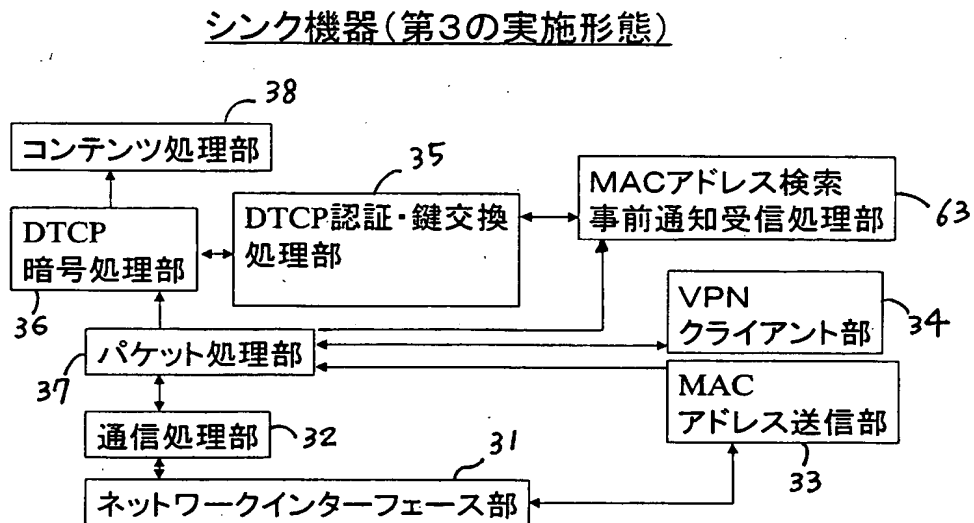 シンク機器(第3の実施形態)
38
コンテンツ処理部
35
MACアドレス検索
事前通知受信処理部
63
DTCP認証・鍵交換
処理部
DTCP
暗号処理部
36
VPN
クライアント部
34
パケット処理部
37
MAC
アドレス送信部
33
通信処理部
32
31
ネットワークインターフェース部